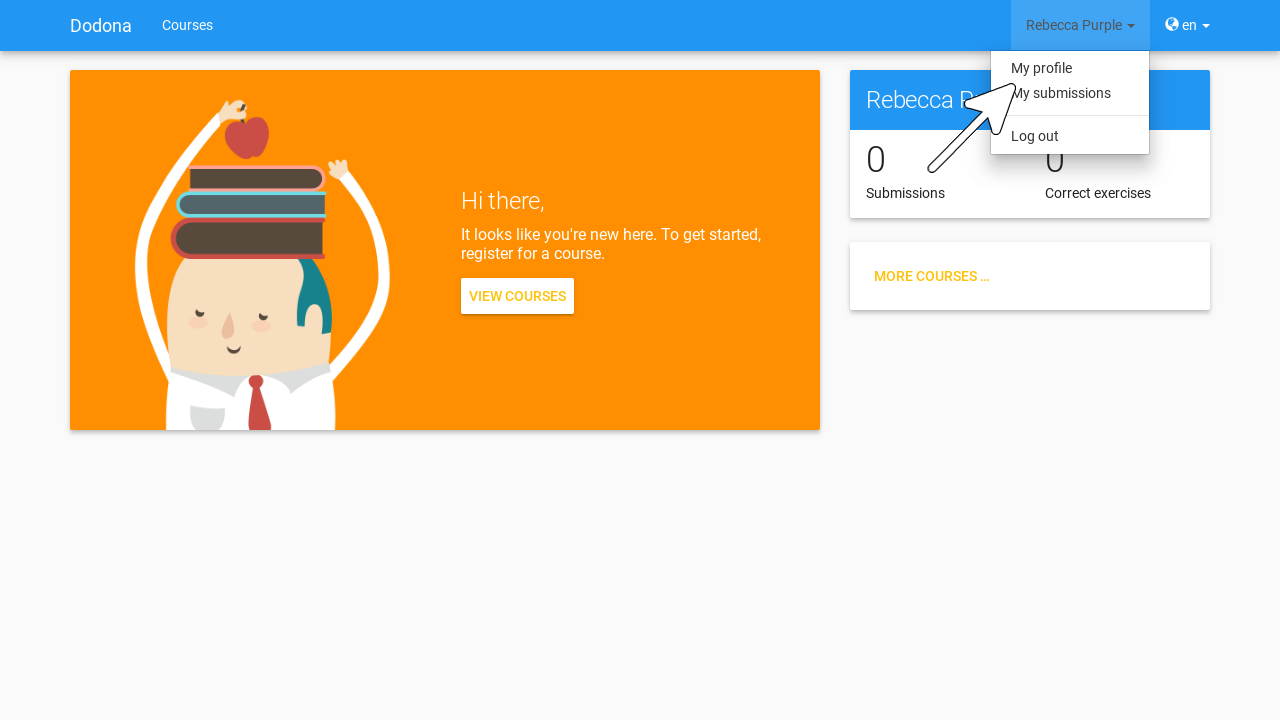 Dodona
Courses
Rebecca Purple
en
My profile
My submissions
Log out
Hi there,
It looks like you're new here. To get started,
register for a course.
VIEW COURSES
Rebecca
0
0
Submissions
Correct exercises
MORE COURSES ...